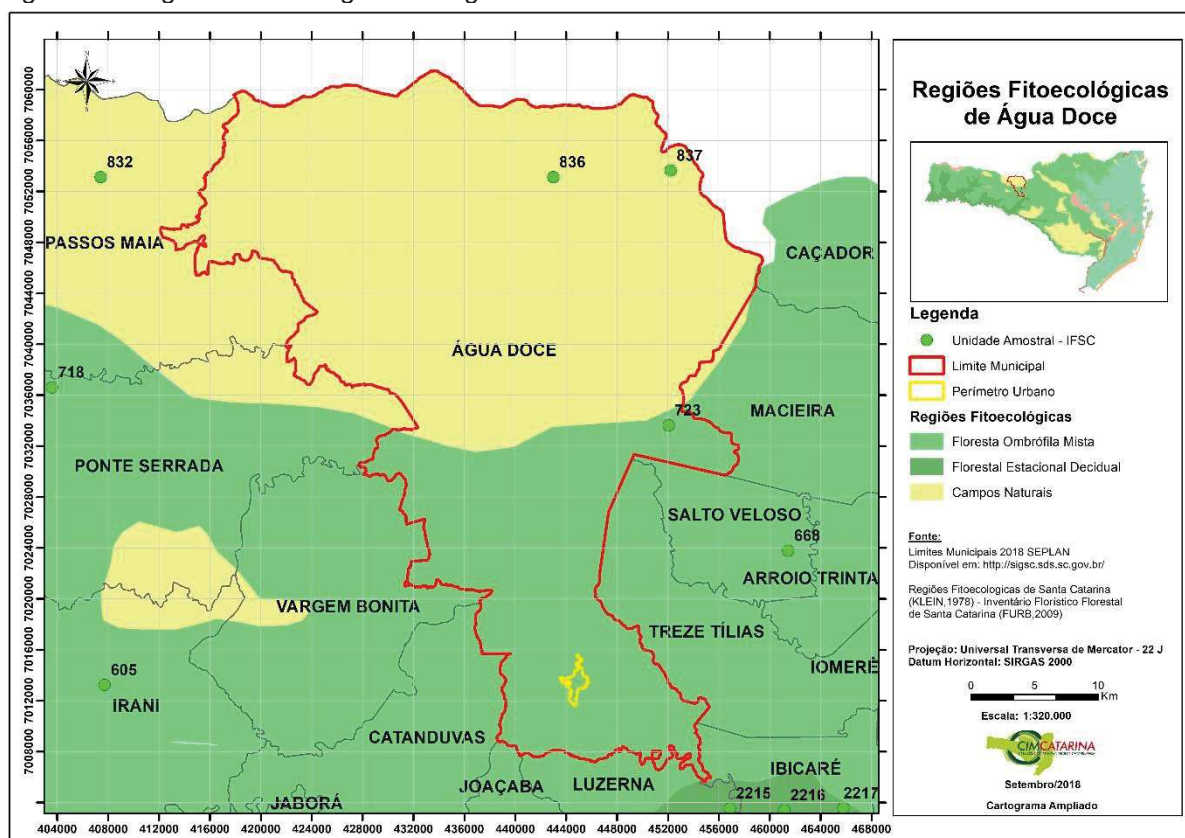 Regiões Fitoecológicas
de Água Doce
832
836
837
PASSOS MAIA
CAÇADOR
ÁGUA DOCE
718
723
MACIEIRA
PONTE SERRADA
SALTO VELOSO
668
ARROIO TRINTA
VARGEM BONITA
TREZE TÍLIAS
IOMERÊ
605
IRANI
CATANDUVAS
IBICARÉ
JOAÇABA
LUZERNA
2215
2216
2217
JABORÁ
7060000
7056000
7052000
7048000
7044000
7040000
7036000
7032000
7028000
7024000
7020000
7016000
7012000
7008000
404000 408000 412000 416000 420000 424000 428000 432000 436000 440000 444000 448000 452000 456000 460000 464000 468000
Legenda
Unidade Amostral - IFSC
Limite Municipal
Perímetro Urbano
Regiões Fitoecológicas
Floresta Ombrófila Mista
Florestal Estacional Decidual
Campos Naturais
Fonte:
Limites Municipais 2018 SEPLAN
Disponível em: http://sigsc.sds.sc.gov.br/
Regiões Fitoecologicas de Santa Catarina
(KLEIN,1978) - Inventário Florístico Florestal
de Santa Catarina (FURB,2009)
Projeção: Universal Transversa de Mercator - 22 J
Datum Horizontal: SIRGAS 2000
0 5 10
Km
Escala: 1:320.000
CIMCATARINA
Setembro/2018
Cartograma Ampliado